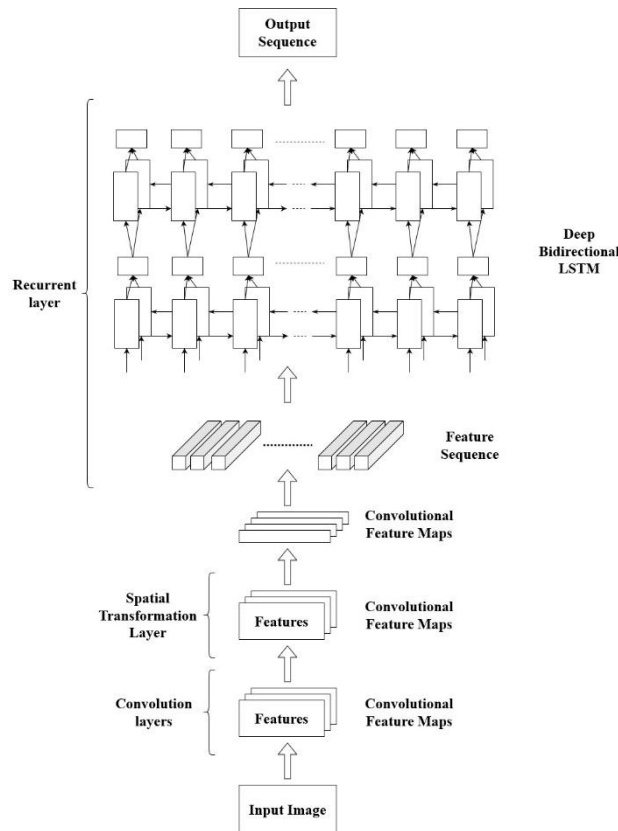 Output
Sequence
Deep
Bidirectional
LSTM
Recurrent
layer
Feature
Sequence
Convolutional
Feature Maps
Spatial
Transformation
Layer
Features
Convolutional
Feature Maps
Convolution
layers
Features
Convolutional
Feature Maps
Input Image